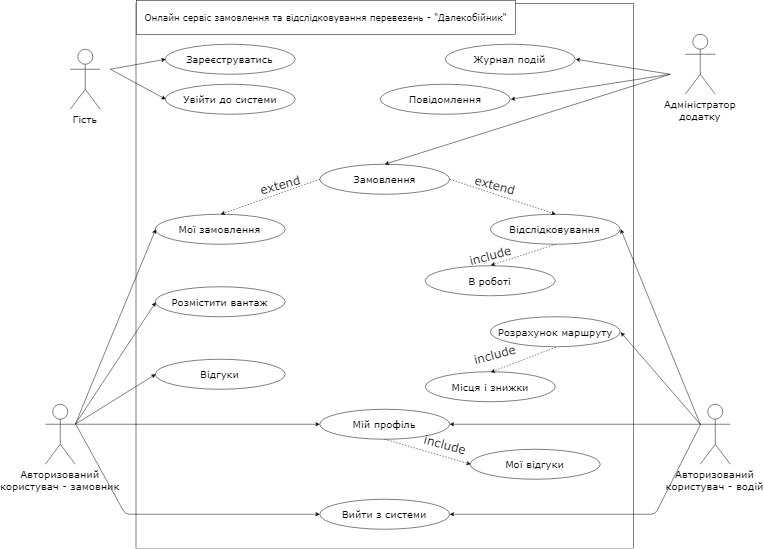 Онлайн сервіс замовлення та відслідковування перевезень - "Далекобійник"
Зареєструватись
Журнал подій
Увійти до системи
Повідомлення
Гість
Адміністратор
додатку
Замовлення
extend
extend
Мої замовлення
Відслідковування
include
В роботі
Розмістити вантаж
Розрахунок маршруту
include
Відгуки
Місця і знижки
Мій профіль
include
Мої відгуки
Авторизований
користувач - замовник
Авторизований
користувач - водій
Вийти з системи